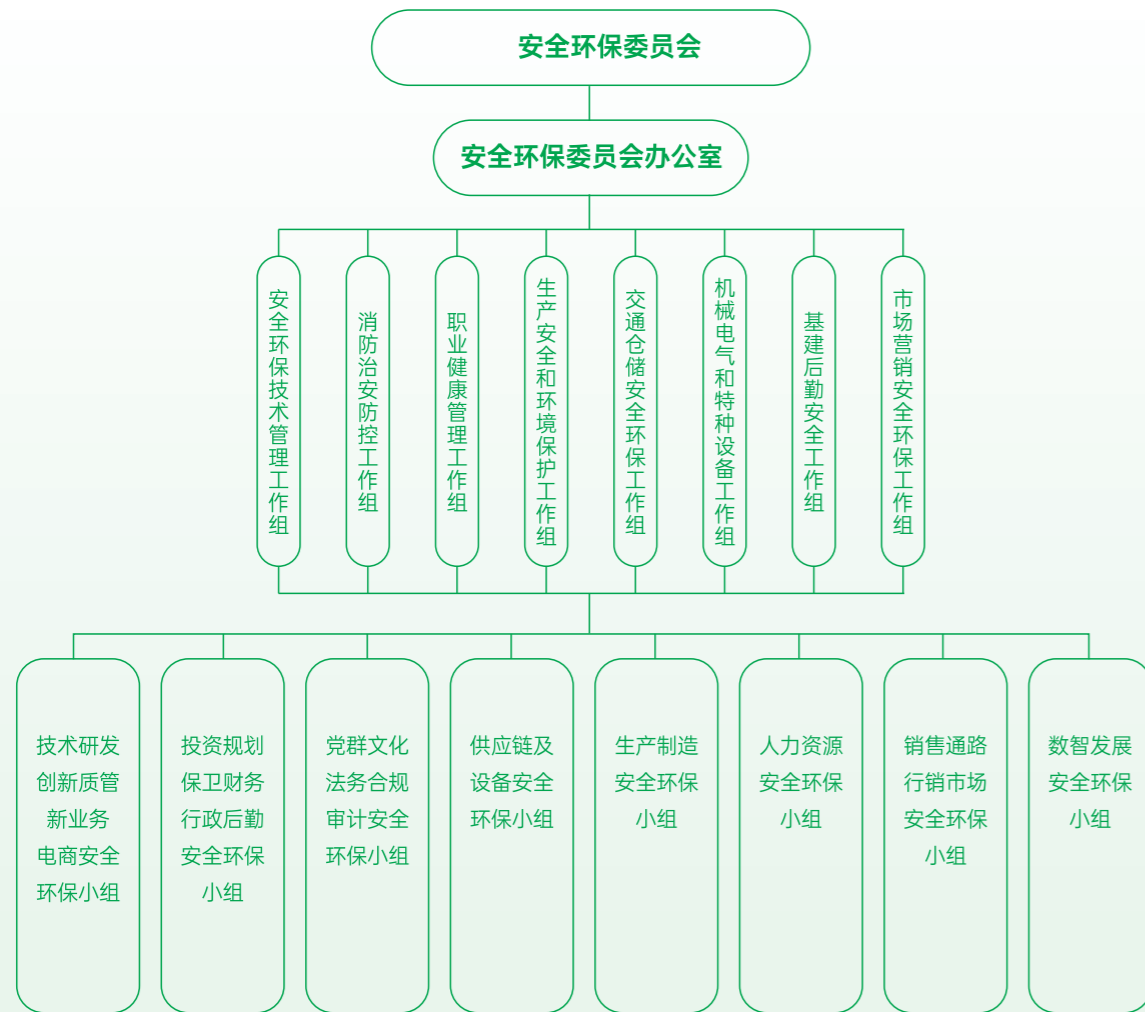 安全环保委员会
安全环保委员会办公室
安全环保技术管理工作组
消防治安防控工作组
职业健康管理工作组
生产安全和环境保护工作组
交通仓储安全环保工作组
机械电气和特种设备工作组
基建后勤安全工作组
市场营销安全环保工作组
技术研发
创新质管
新业务
电商安全
环保小组
投资规划
保卫财务
行政后勤
安全环保
小组
党群文化
法务合规
审计安全
环保小组
供应链及
设备安全
环保小组
生产制造
安全环保
小组
人力资源
安全环保
小组
销售通路
行销市场
安全环保
小组
数智发展
安全环保
小组